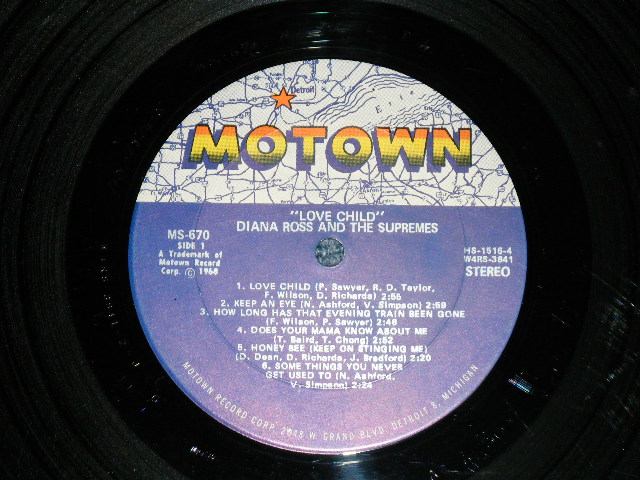 Detroit
Erie
MOTOWN
"LOVE CHILD"
DIANA ROSS AND THE SUPREMES
MS-670
SIDE 1
A Trademark of
Motown Record
Corp. © 1968
HS-1516-4
W4RS-3841
STEREO
1. LOVE CHILD (P. Sawyer, R. D. Taylor,
F. Wilson, D. Richards) 2:55
2. KEEP AN EYE (N. Ashford, V. Simpson) 2:59
3. HOW LONG HAS THAT EVENING TRAIN BEEN GONE
(F. Wilson, P. Sawyer) 2:46
4. DOES YOUR MAMA KNOW ABOUT ME
(T. Baird, T. Chong) 2:52
5. HONEY BEE (KEEP ON STINGING ME)
(D. Dean, D. Richards, J. Bradford) 2:20
6. SOME THINGS YOU NEVER
GET USED TO (N. Ashford,
V. Simpson) 2:24
MOTOWN RECORD CORP. 2648 W. GRAND BLVD. DETROIT 8, MICHIGAN